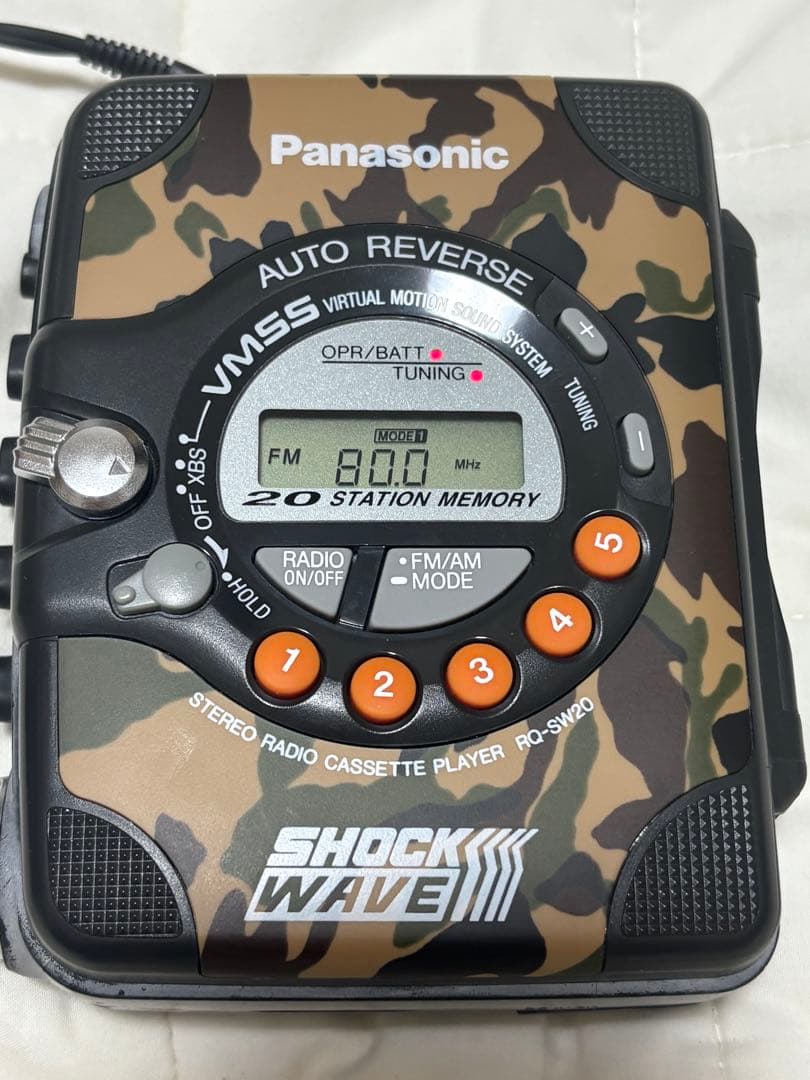 Panasonic
AUTO REVERSE
VMSS VIRTUAL MOTION SOUND SYSTEM
OPR/BATT
TUNING
+
TUNING
−
MODE 1
FM 80.0 MHz
20 STATION MEMORY
OFF XBS
HOLD
RADIO
ON/OFF
FM/AM
MODE
1
2
3
4
5
STEREO RADIO CASSETTE PLAYER RQ-SW20
SHOCK
WAVE